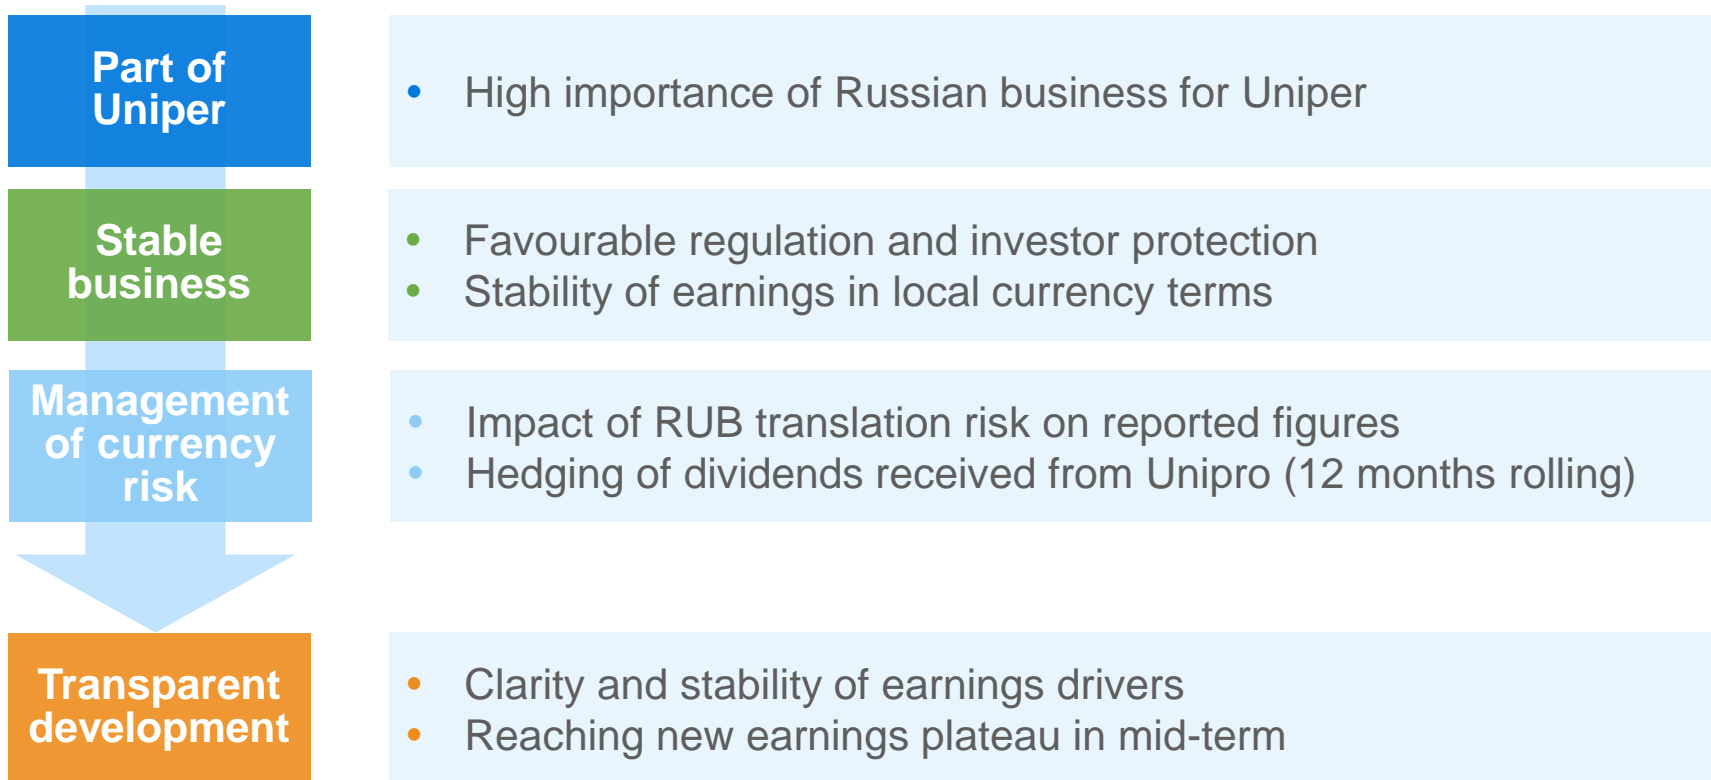 Part of
Uniper
• High importance of Russian business for Uniper
Stable
business
• Favourable regulation and investor protection
• Stability of earnings in local currency terms
Management
of currency
risk
• Impact of RUB translation risk on reported figures
• Hedging of dividends received from Unipro (12 months rolling)
Transparent
development
• Clarity and stability of earnings drivers
• Reaching new earnings plateau in mid-term